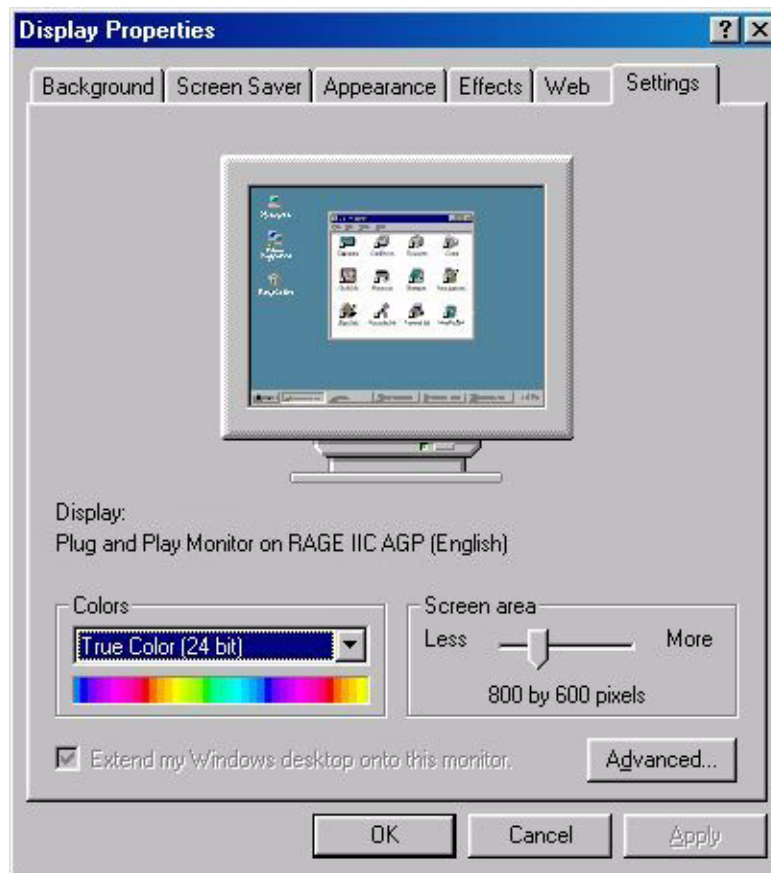 Display Properties
Background Screen Saver Appearance Effects Web Settings
Display:
Plug and Play Monitor on RAGE IIC AGP (English)
Colors
True Color (24 bit)
Screen area
Less More
800 by 600 pixels
Extend my Windows desktop onto this monitor.
Advanced...
OK Cancel Apply